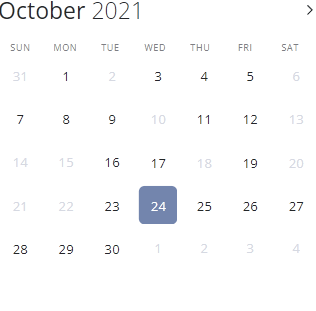 October 2021
SUN MON TUE WED THU FRI SAT
31 1 2 3 4 5 6
7 8 9 10 11 12 13
14 15 16 17 18 19 20
21 22 23 24 25 26 27
28 29 30 1 2 3 4